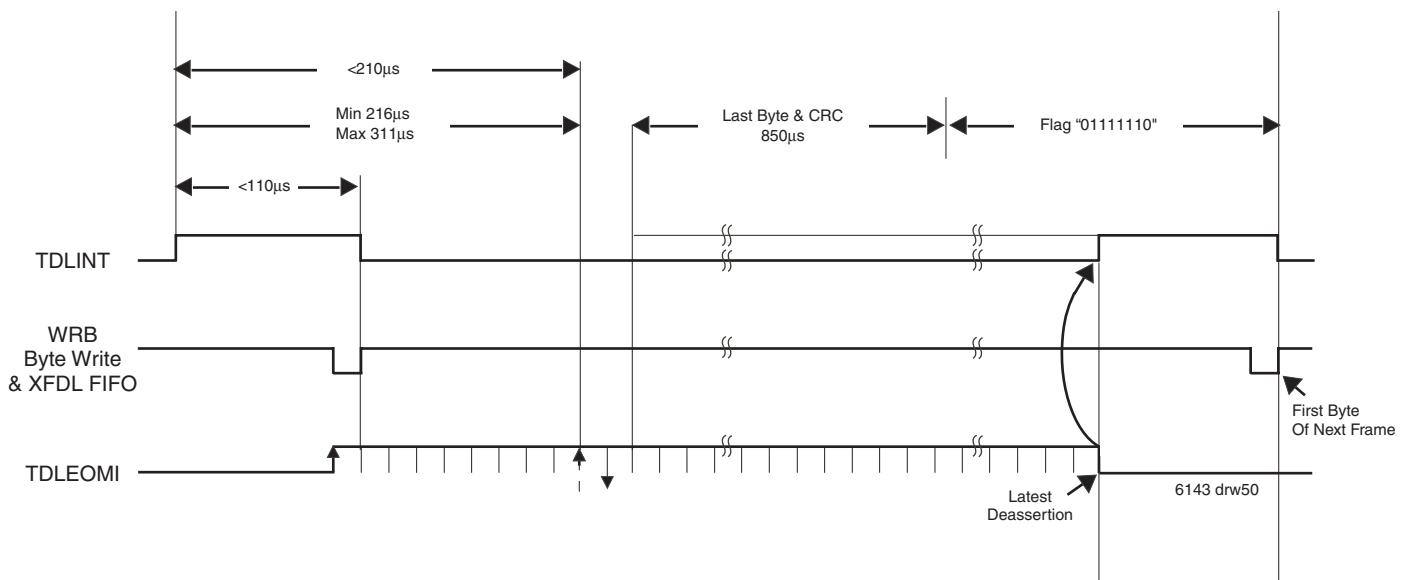 <210μs
Min 216μs
Max 311μs
Last Byte & CRC
850μs
Flag “01111110"
<110μs
TDLINT
WRB
Byte Write
& XFDL FIFO
First Byte
Of Next Frame
TDLEOMI
Latest
Deassertion
6143 drw50